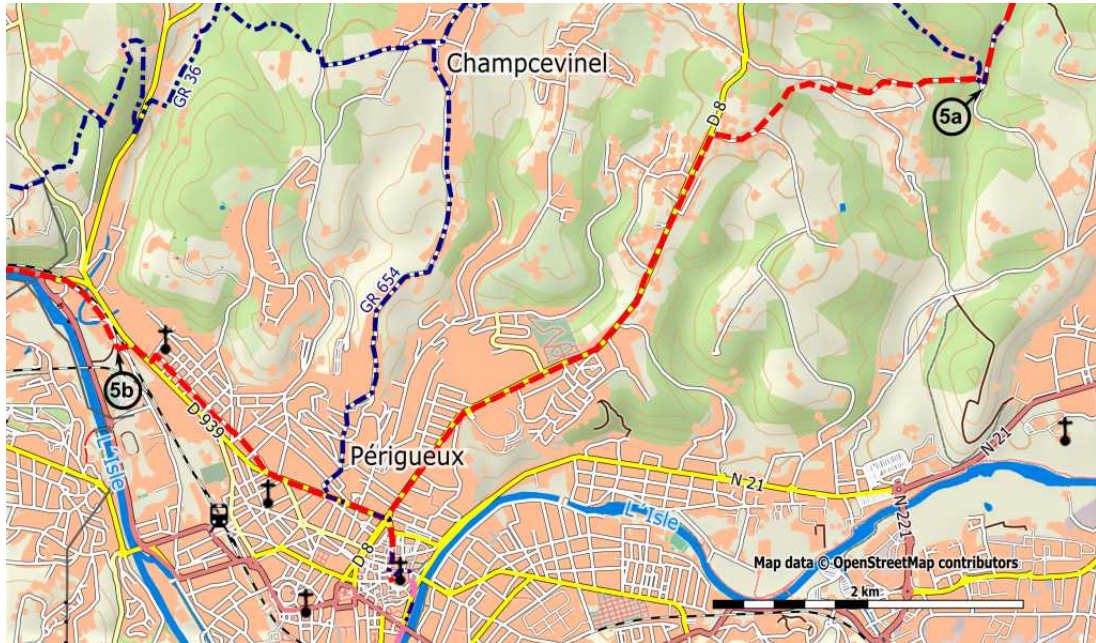 Champcevinel
GR 36
D 8
5a
GR 654
5b
D 939
L'Isle
Périgueux
N 21
N 21
L'Isle
N 221
D 8
Map data © OpenStreetMap contributors
2 km